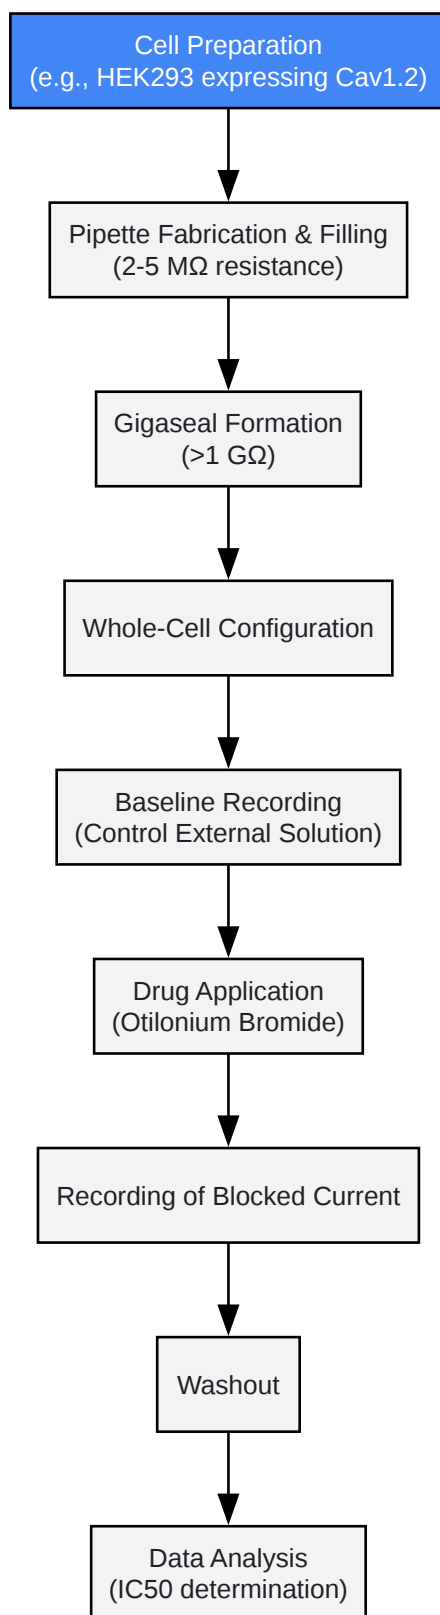 Cell Preparation
(e.g., HEK293 expressing Cav1.2)
Pipette Fabrication & Filling
(2-5 MΩ resistance)
Gigaseal Formation
(>1 GΩ)
Whole-Cell Configuration
Baseline Recording
(Control External Solution)
Drug Application
(Otilonium Bromide)
Recording of Blocked Current
Washout
Data Analysis
(IC50 determination)